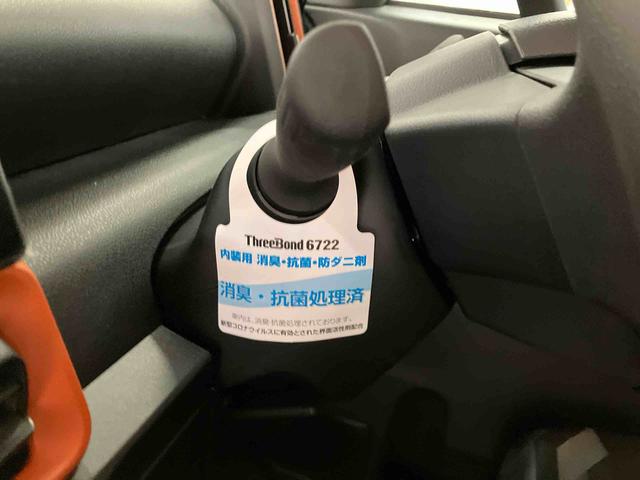 ThreeBond 6722
内装用 消臭・抗菌・防ダニ剤
消臭・抗菌処理済
車内は、消臭・抗菌処理されております。
新型コロナウイルスに有効とされた界面活性剤配合